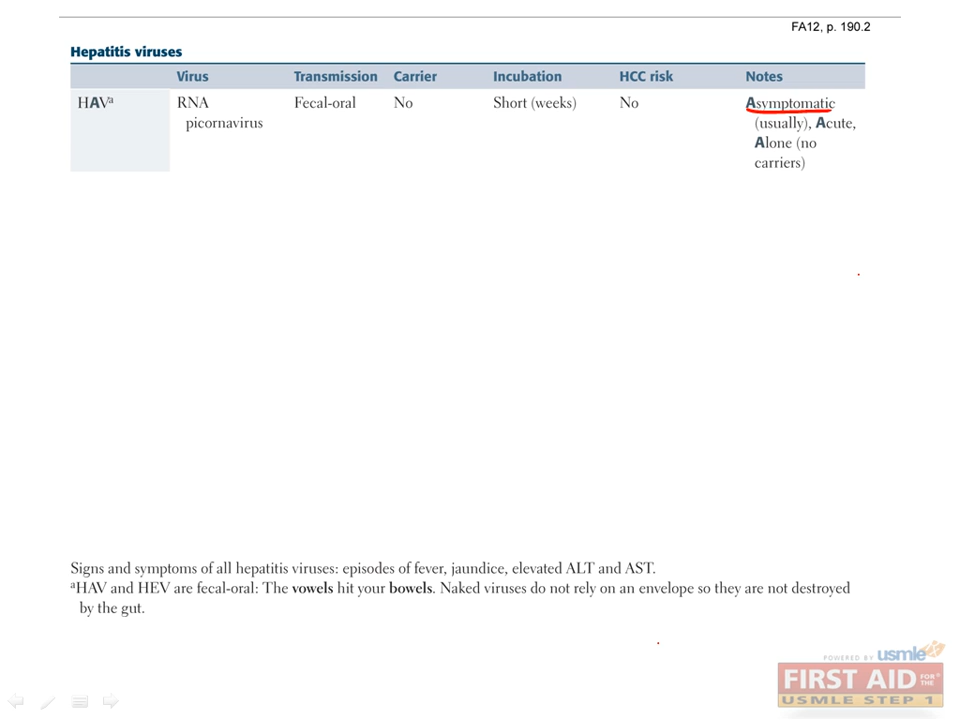 FA12, p. 190.2
Hepatitis viruses
Virus Transmission Carrier Incubation HCC risk Notes
HAVᵃ RNA Fecal-oral No Short (weeks) No Asymptomatic
picornavirus (usually), Acute,
Alone (no
carriers)
Signs and symptoms of all hepatitis viruses: episodes of fever, jaundice, elevated ALT and AST.
ᵃHAV and HEV are fecal-oral: The vowels hit your bowels. Naked viruses do not rely on an envelope so they are not destroyed
by the gut.
POWERED BY usmle
FIRST AID FOR THE®
USMLE STEP 1